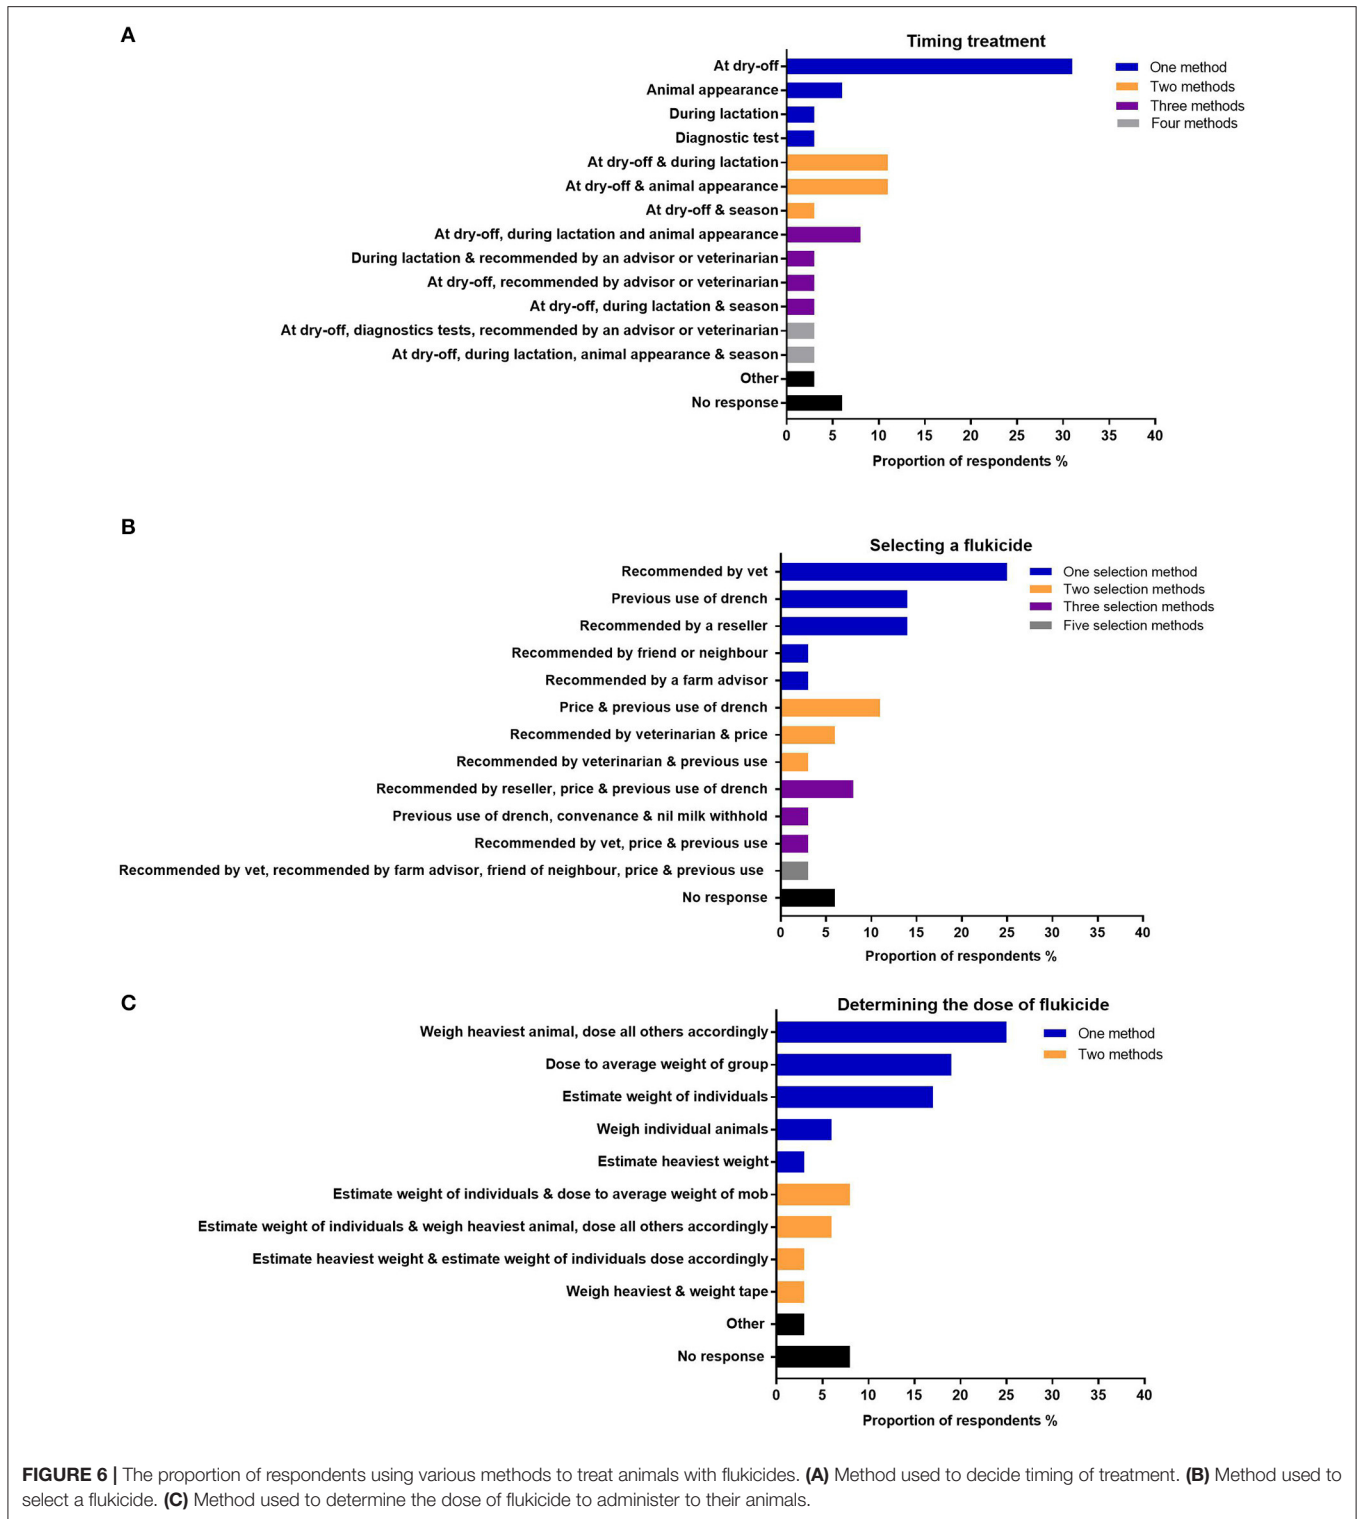 A
Timing treatment
At dry-off
Animal appearance
During lactation
Diagnostic test
At dry-off & during lactation
At dry-off & animal appearance
At dry-off & season
At dry-off, during lactation and animal appearance
During lactation & recommended by an advisor or veterinarian
At dry-off, recommended by advisor or veterinarian
At dry-off, during lactation & season
At dry-off, diagnostics tests, recommended by an advisor or veterinarian
At dry-off, during lactation, animal appearance & season
Other
No response
One method
Two methods
Three methods
Four methods
0 5 10 15 20 25 30 35 40
Proportion of respondents %
B
Selecting a flukicide
Recommended by vet
Previous use of drench
Recommended by a reseller
Recommended by friend or neighbour
Recommended by a farm advisor
Price & previous use of drench
Recommended by veterinarian & price
Recommended by veterinarian & previous use
Recommended by reseller, price & previous use of drench
Previous use of drench, convenance & nil milk withhold
Recommended by vet, price & previous use
Recommended by vet, recommended by farm advisor, friend of neighbour, price & previous use
No response
One selection method
Two selection methods
Three selection methods
Five selection methods
0 5 10 15 20 25 30 35 40
Proportion of respondents %
C
Determining the dose of flukicide
Weigh heaviest animal, dose all others accordingly
Dose to average weight of group
Estimate weight of individuals
Weigh individual animals
Estimate heaviest weight
Estimate weight of individuals & dose to average weight of mob
Estimate weight of individuals & weigh heaviest animal, dose all others accordingly
Estimate heaviest weight & estimate weight of individuals dose accordingly
Weigh heaviest & weight tape
Other
No response
One method
Two methods
0 5 10 15 20 25 30 35 40
Proportion of respondents %
FIGURE 6 | The proportion of respondents using various methods to treat animals with flukicides. (A) Method used to decide timing of treatment. (B) Method used to
select a flukicide. (C) Method used to determine the dose of flukicide to administer to their animals.